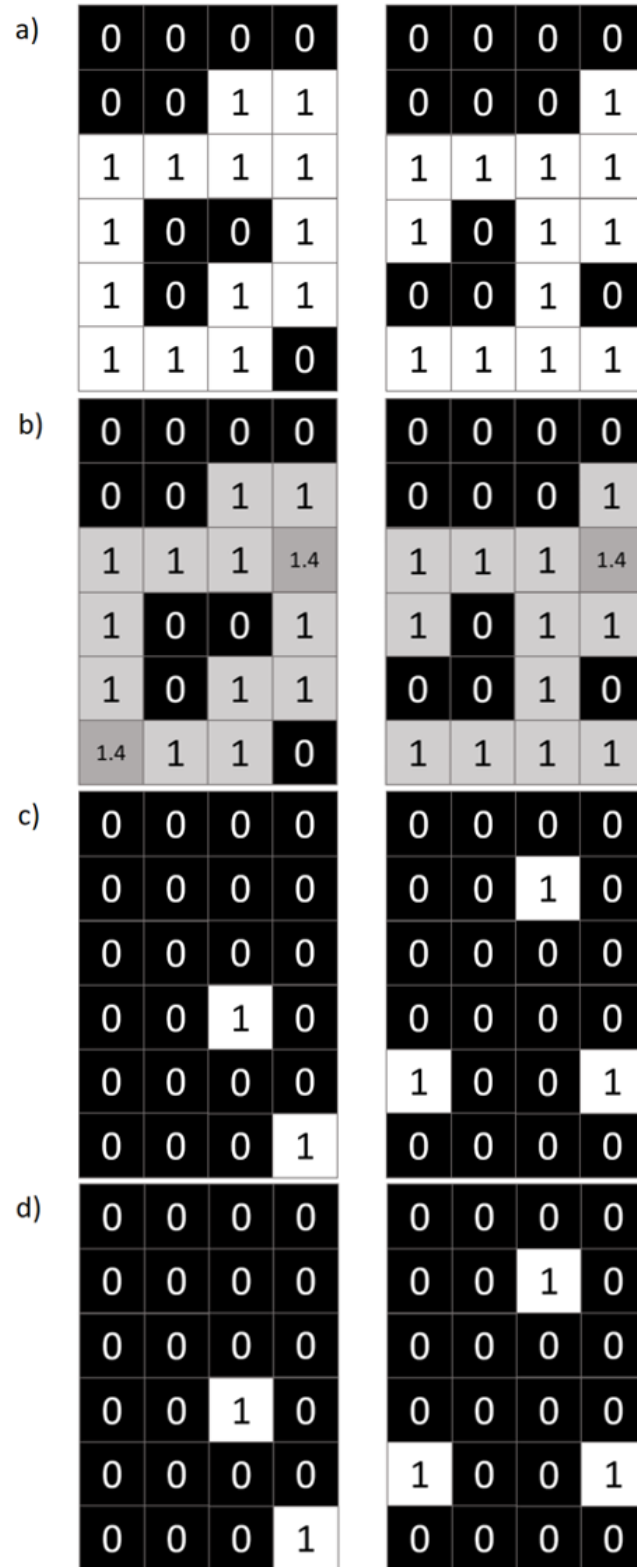 a)
0 0 0 0 0 0 0 0
0 0 1 1 0 0 0 1
1 1 1 1 1 1 1 1
1 0 0 1 1 0 1 1
1 0 1 1 0 0 1 0
1 1 1 0 1 1 1 1
b)
0 0 0 0 0 0 0 0
0 0 1 1 0 0 0 1
1 1 1 1.4 1 1 1 1.4
1 0 0 1 1 0 1 1
1 0 1 1 0 0 1 0
1.4 1 1 0 1 1 1 1
c)
0 0 0 0 0 0 0 0
0 0 0 0 0 0 1 0
0 0 0 0 0 0 0 0
0 0 1 0 0 0 0 0
0 0 0 0 1 0 0 1
0 0 0 1 0 0 0 0
d)
0 0 0 0 0 0 0 0
0 0 0 0 0 0 1 0
0 0 0 0 0 0 0 0
0 0 1 0 0 0 0 0
0 0 0 0 1 0 0 1
0 0 0 1 0 0 0 0